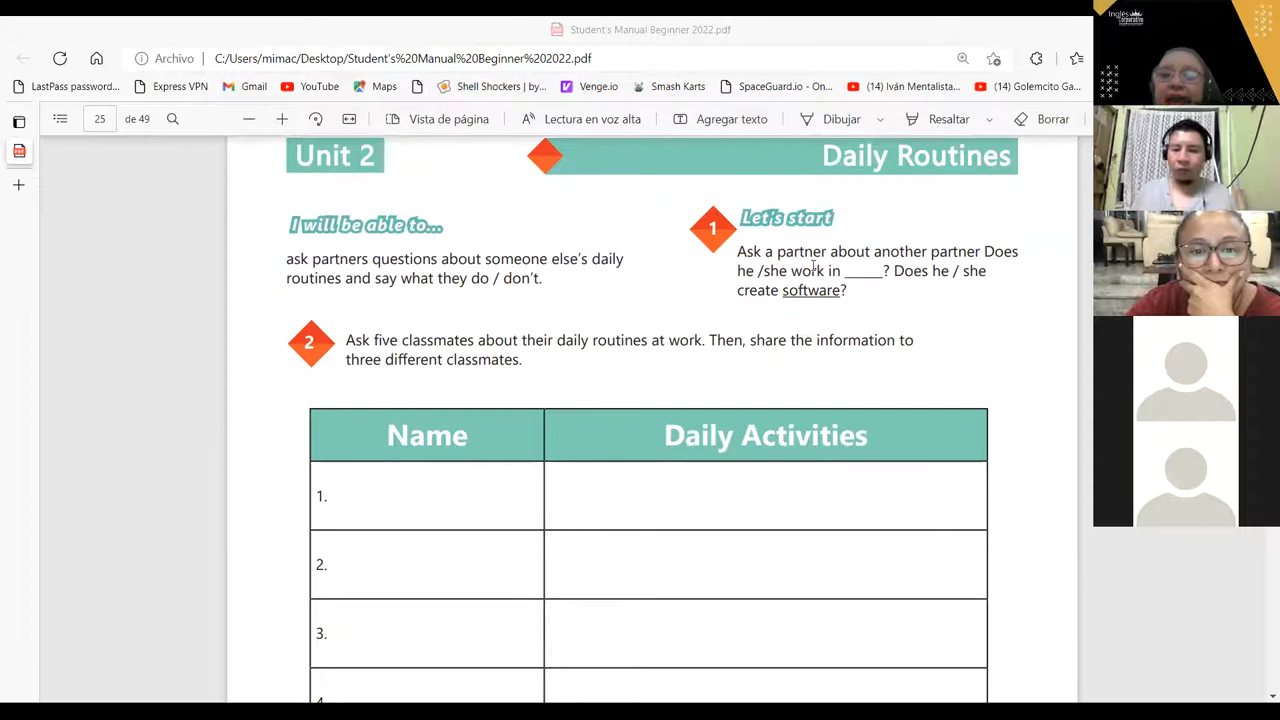 Student's Manual Beginner 2022.pdf
Archivo C:/Users/mimac/Desktop/Student's%20Manual%20Beginner%202022.pdf
LastPass password... Express VPN Gmail YouTube Maps Shell Shockers | by... Venge.io Smash Karts SpaceGuard.io - On... (14) Iván Mentalista... (14) Golemcito Ga...
25 de 49 Vista de página Lectura en voz alta Agregar texto Dibujar Resaltar Borrar
Inglés
Corporativo
Unit 2 Daily Routines
I will be able to...
ask partners questions about someone else's daily
routines and say what they do / don't.
1 Let's start
Ask a partner about another partner Does
he /she work in _____? Does he / she
create software?
2 Ask five classmates about their daily routines at work. Then, share the information to
three different classmates.
Name Daily Activities
1.
2.
3.
4